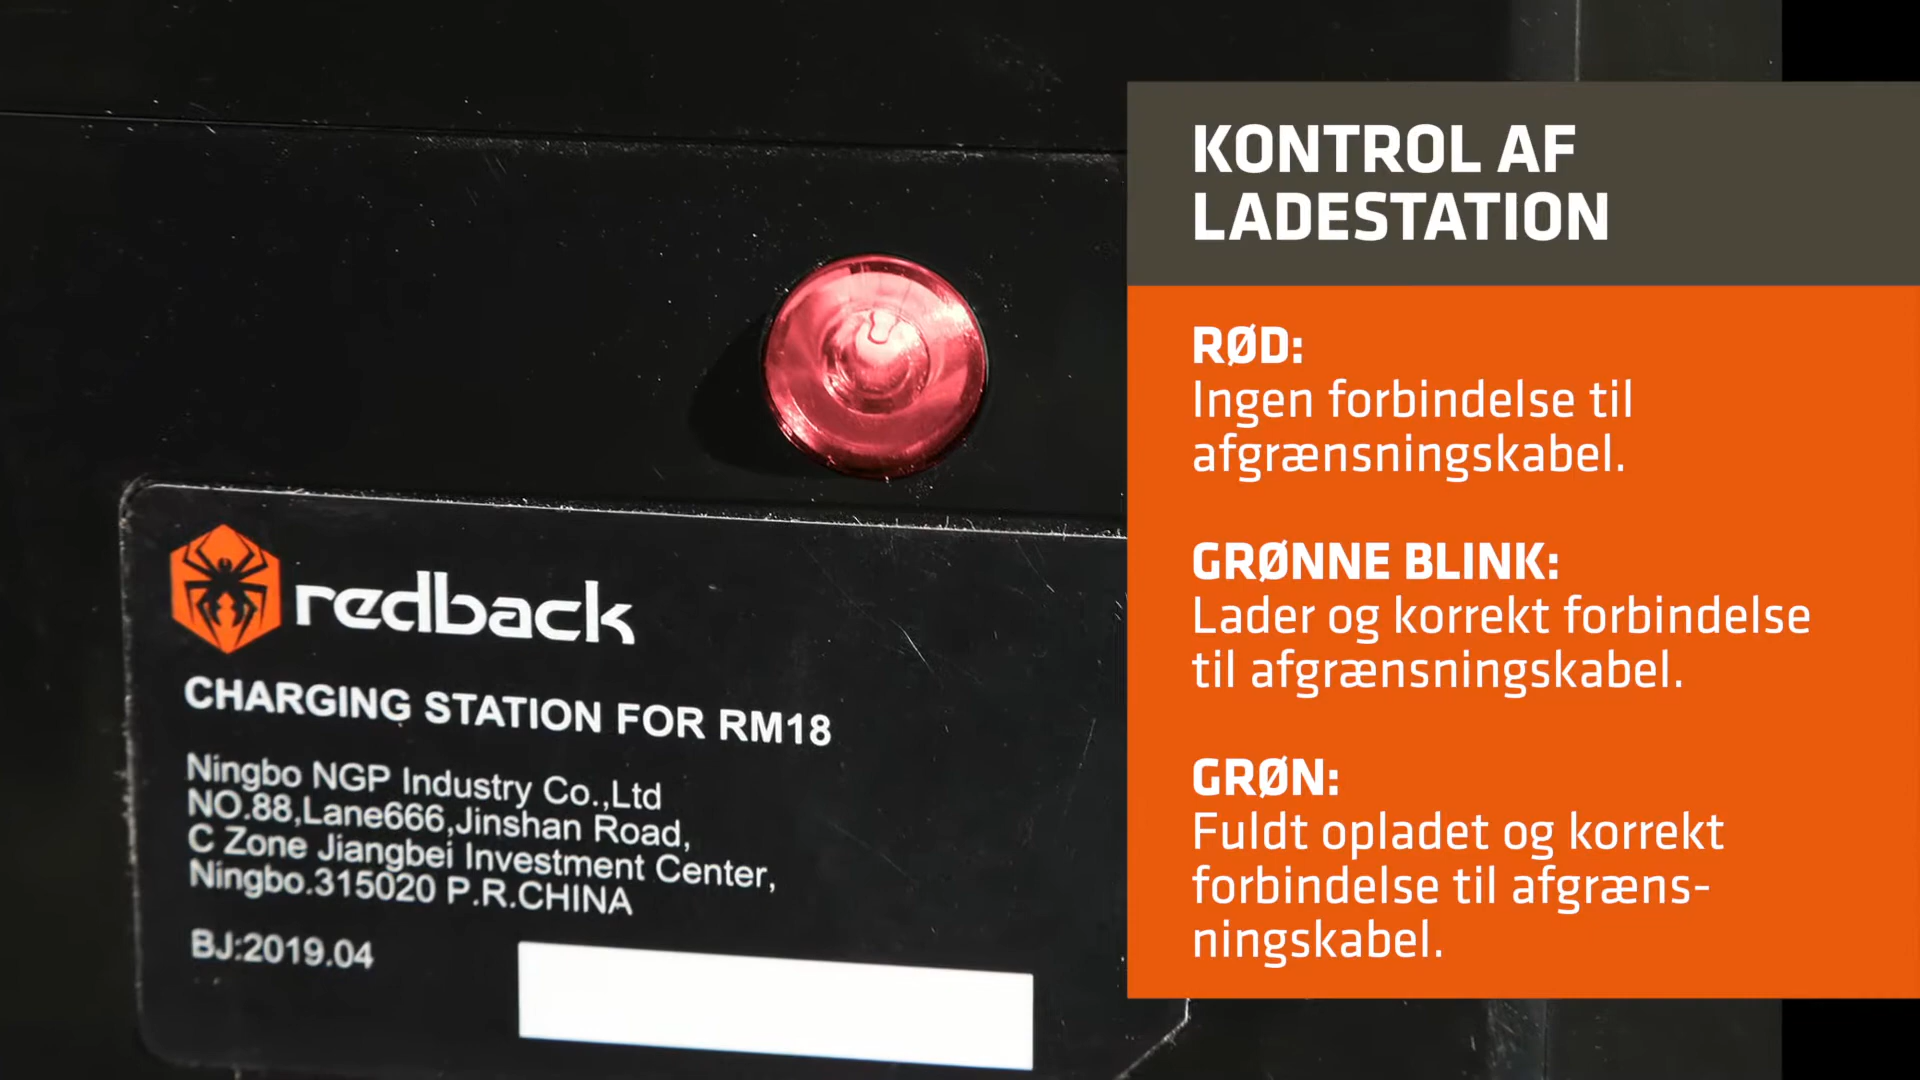 redback
CHARGING STATION FOR RM18
Ningbo NGP Industry Co.,Ltd
NO.88,Lane666,Jinshan Road,
C Zone Jiangbei Investment Center,
Ningbo.315020 P.R.CHINA
BJ:2019.04
KONTROL AF
LADESTATION
RØD:
Ingen forbindelse til
afgrænsningskabel.
GRØNNE BLINK:
Lader og korrekt forbindelse
til afgrænsningskabel.
GRØN:
Fuldt opladet og korrekt
forbindelse til afgræns-
ningskabel.